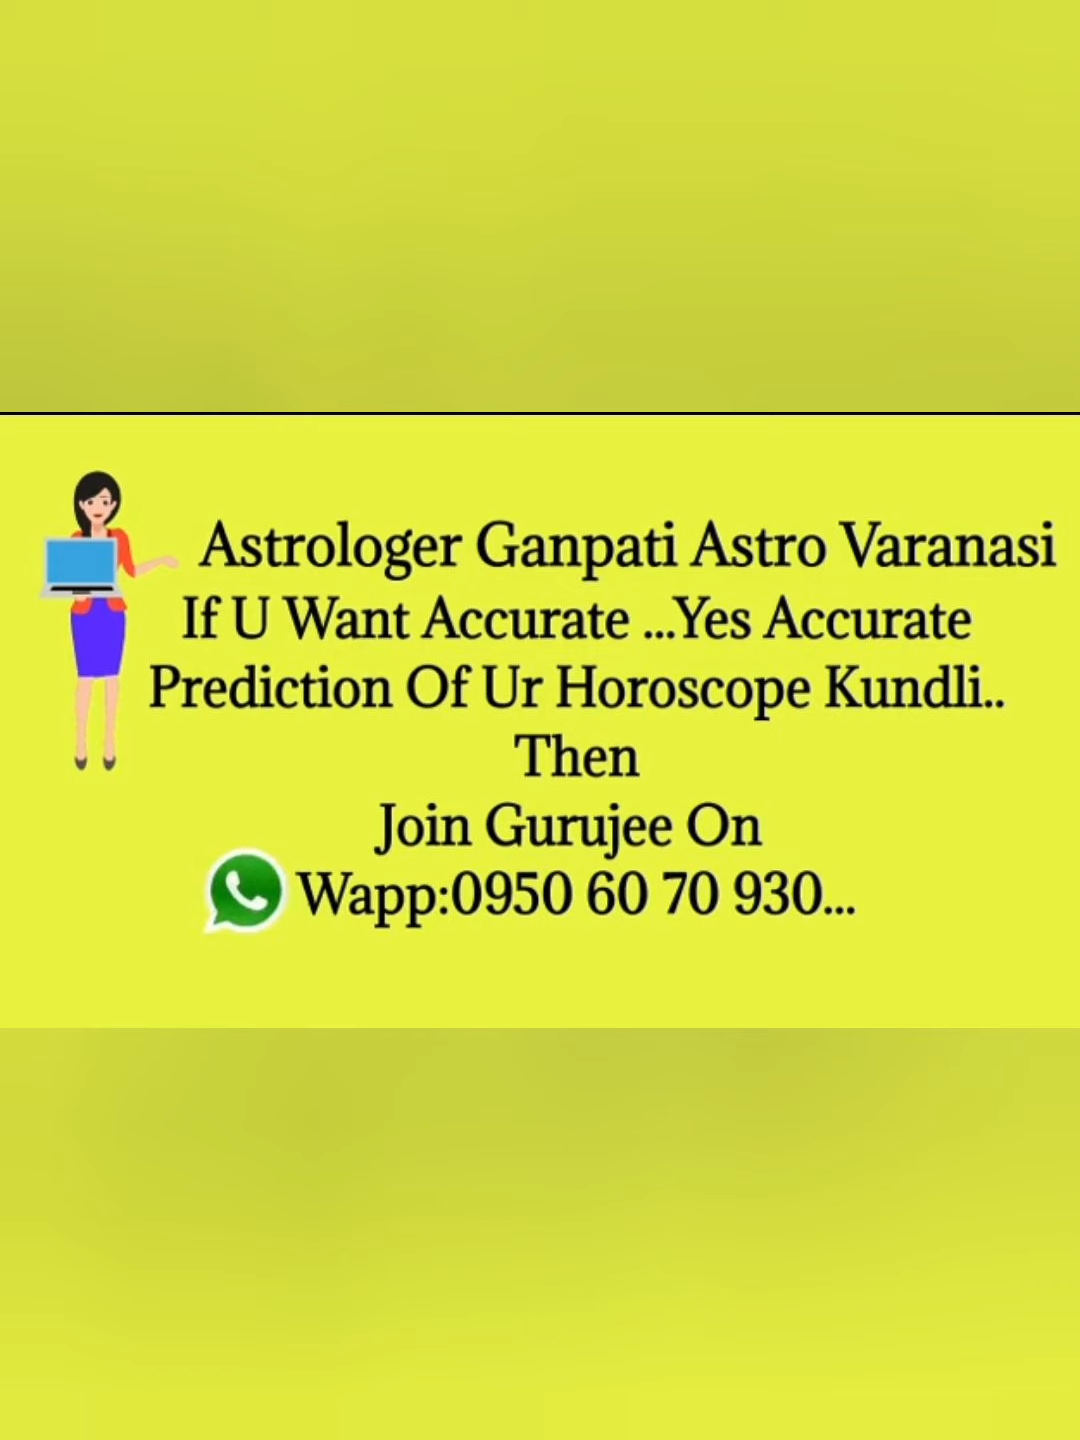 Astrologer Ganpati Astro Varanasi
If U Want Accurate ...Yes Accurate
Prediction Of Ur Horoscope Kundli..
Then
Join Gurujee On
Wapp:0950 60 70 930...